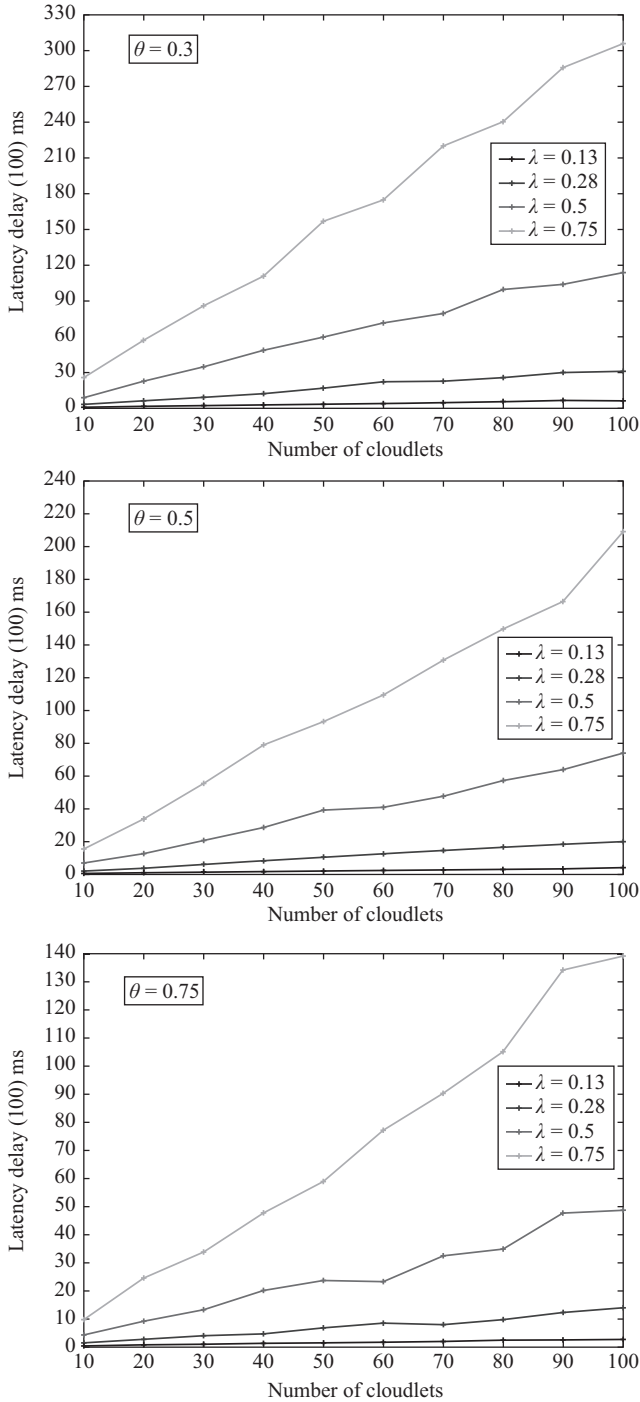 330
300
270
240
210
180
150
120
90
60
30
0
Latency delay (100) ms
θ = 0.3
λ = 0.13
λ = 0.28
λ = 0.5
λ = 0.75
10 20 30 40 50 60 70 80 90 100
Number of cloudlets
240
220
200
180
160
140
120
100
80
60
40
20
0
Latency delay (100) ms
θ = 0.5
λ = 0.13
λ = 0.28
λ = 0.5
λ = 0.75
10 20 30 40 50 60 70 80 90 100
Number of cloudlets
140
130
120
110
100
90
80
70
60
50
40
30
20
10
0
Latency delay (100) ms
θ = 0.75
λ = 0.13
λ = 0.28
λ = 0.5
λ = 0.75
10 20 30 40 50 60 70 80 90 100
Number of cloudlets